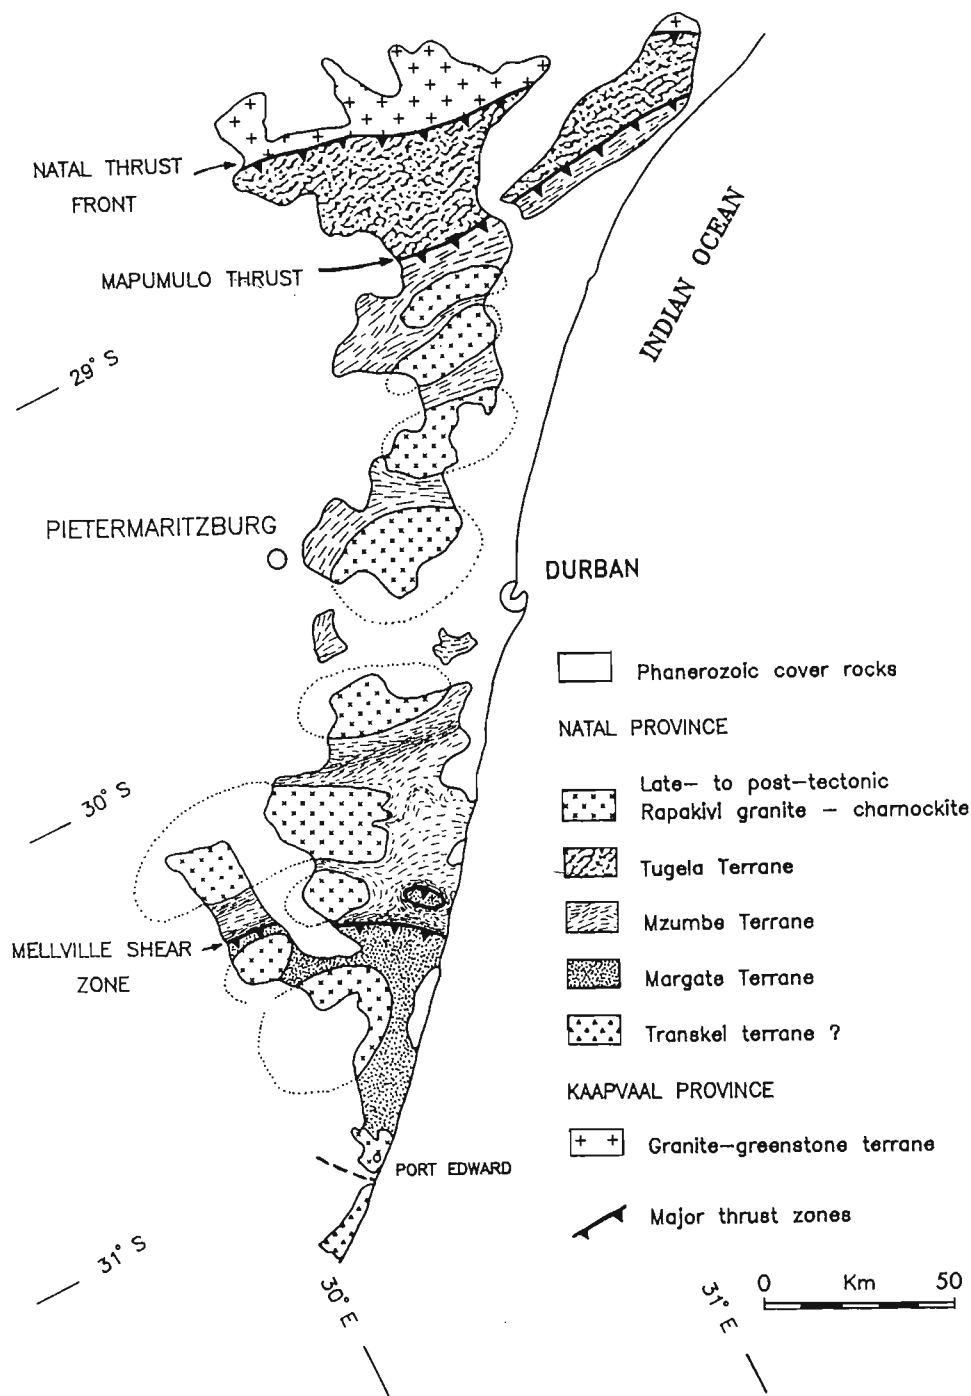 NATAL THRUST
FRONT
MAPUMULO THRUST
INDIAN OCEAN
29° S
PIETERMARITZBURG
DURBAN
Phanerozoic cover rocks
NATAL PROVINCE
Late- to post-tectonic
Rapakivi granite - charnockite
30° S
Tugela Terrane
Mzumbe Terrane
MELLVILLE SHEAR
ZONE
Margate Terrane
Transkei terrane ?
KAAPVAAL PROVINCE
Granite-greenstone terrane
PORT EDWARD
Major thrust zones
31° S
30° E
31° E
0 Km 50